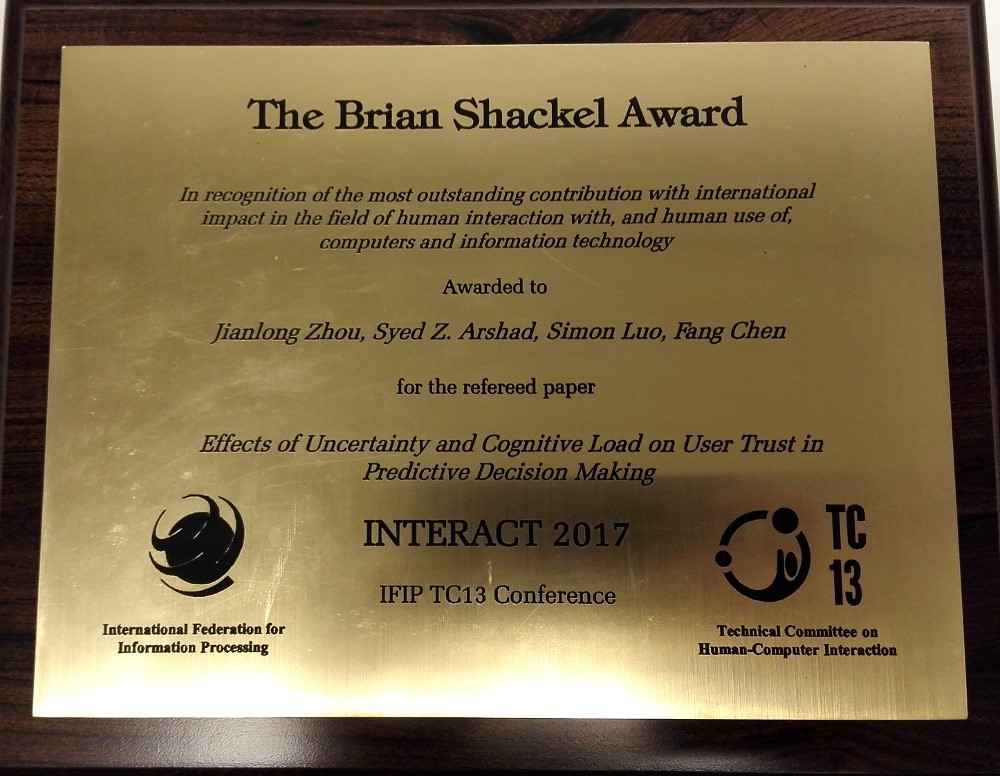 The Brian Shackel Award
In recognition of the most outstanding contribution with international
impact in the field of human interaction with, and human use of,
computers and information technology
Awarded to
Jianlong Zhou, Syed Z. Arshad, Simon Luo, Fang Chen
for the refereed paper
Effects of Uncertainty and Cognitive Load on User Trust in
Predictive Decision Making
INTERACT 2017
IFIP TC13 Conference
International Federation for
Information Processing
TC
13
Technical Committee on
Human-Computer Interaction